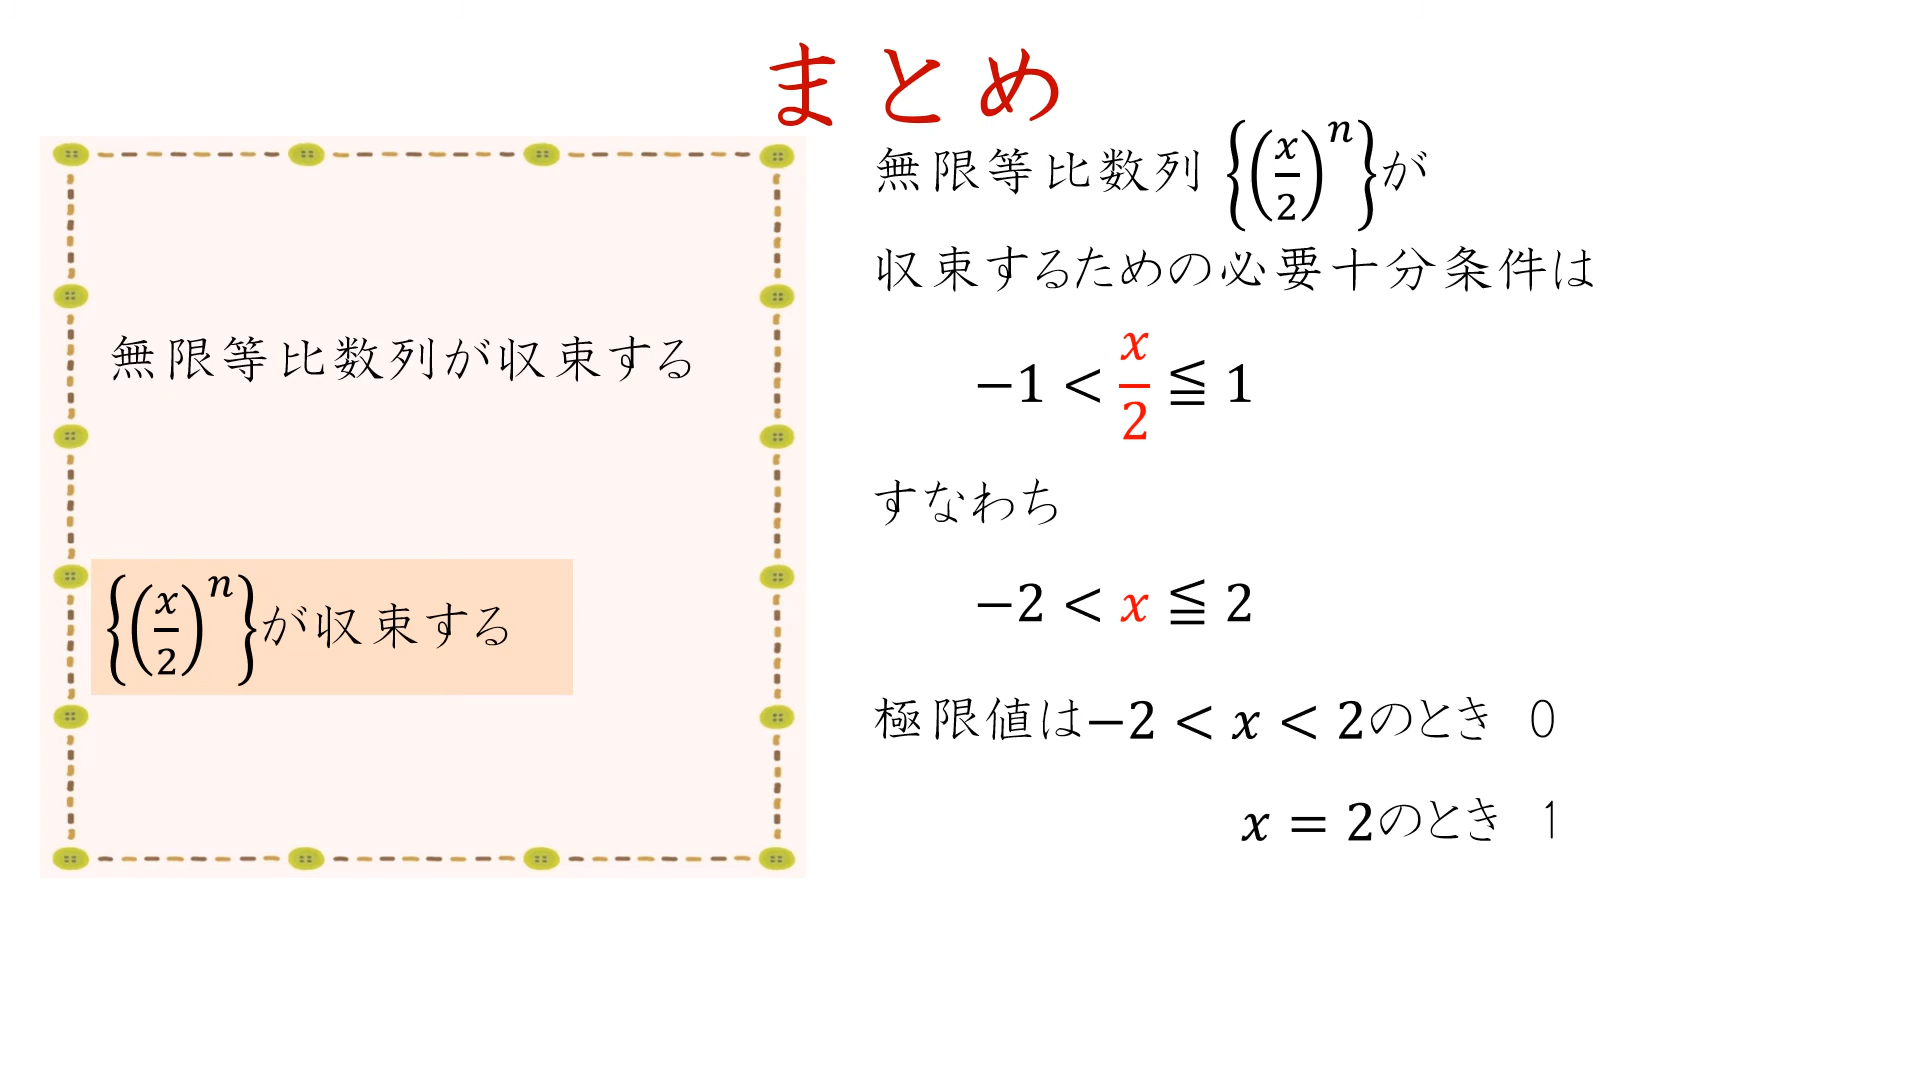 まとめ
無限等比数列が収束する
{(x/2)^n}が収束する
無限等比数列 {(x/2)^n}が
収束するための必要十分条件は
−1 < x/2 ≦ 1
すなわち
−2 < x ≦ 2
極限値は−2 < x < 2のとき 0
x = 2のとき 1